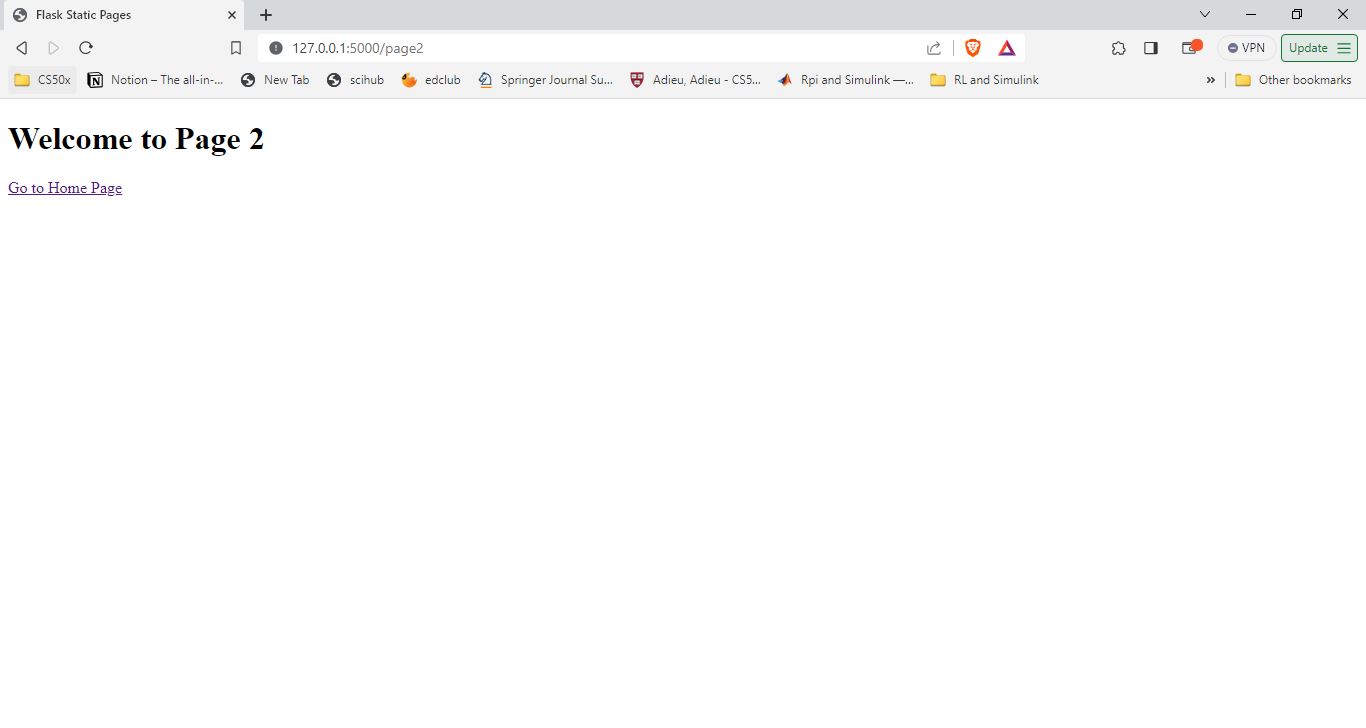 Flask Static Pages
127.0.0.1:5000/page2
VPN
Update
CS50x
Notion – The all-in-...
New Tab
scihub
edclub
Springer Journal Su...
Adieu, Adieu - CS5...
Rpi and Simulink —...
RL and Simulink
»
Other bookmarks
Welcome to Page 2
Go to Home Page